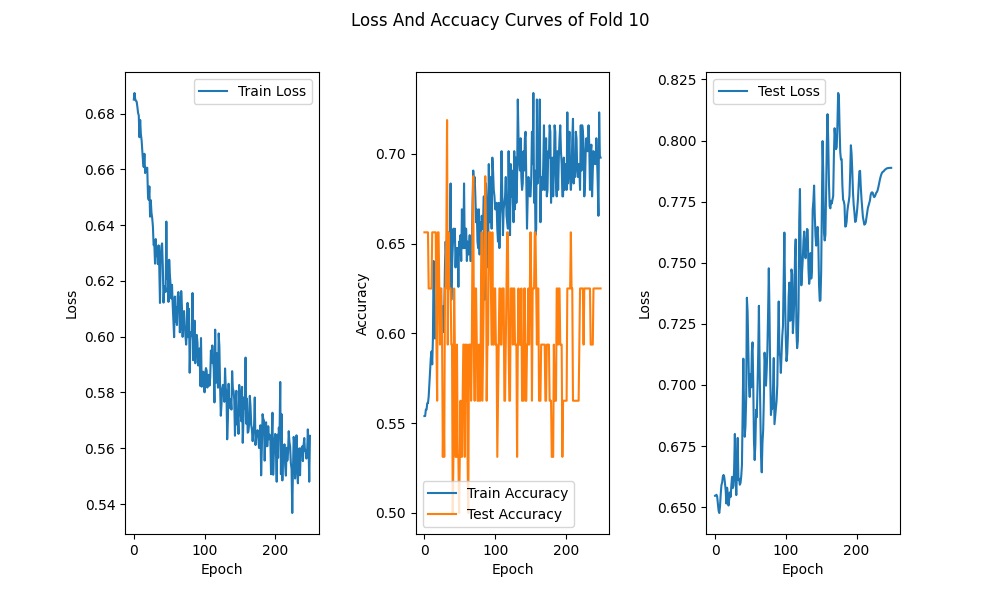 Loss And Accuacy Curves of Fold 10
Train Loss
0.68
0.66
0.64
0.62
0.60
0.58
0.56
0.54
Loss
0 100 200
Epoch
0.70
0.65
0.60
0.55
0.50
Accuracy
Train Accuracy
Test Accuracy
0 100 200
Epoch
Test Loss
0.825
0.800
0.775
0.750
0.725
0.700
0.675
0.650
Loss
0 100 200
Epoch